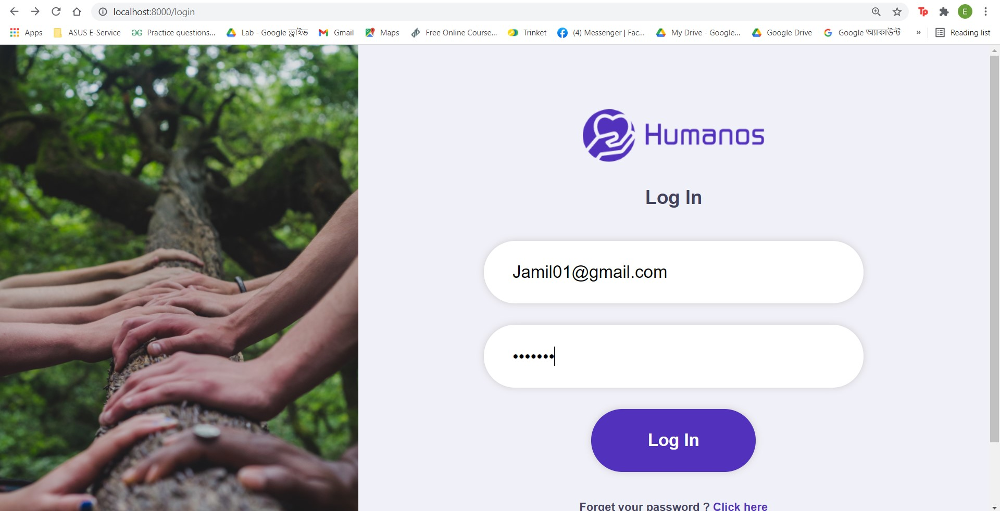 localhost:8000/login
E
Apps ASUS E-Service Practice questions... Lab - Google ড্রাইভ Gmail Maps Free Online Course... Trinket (4) Messenger | Fac... My Drive - Google... Google Drive Google অ্যাকাউন্ট » Reading list
Humanos
Log In
Jamil01@gmail.com
•••••••
Log In
Forget your password ? Click here